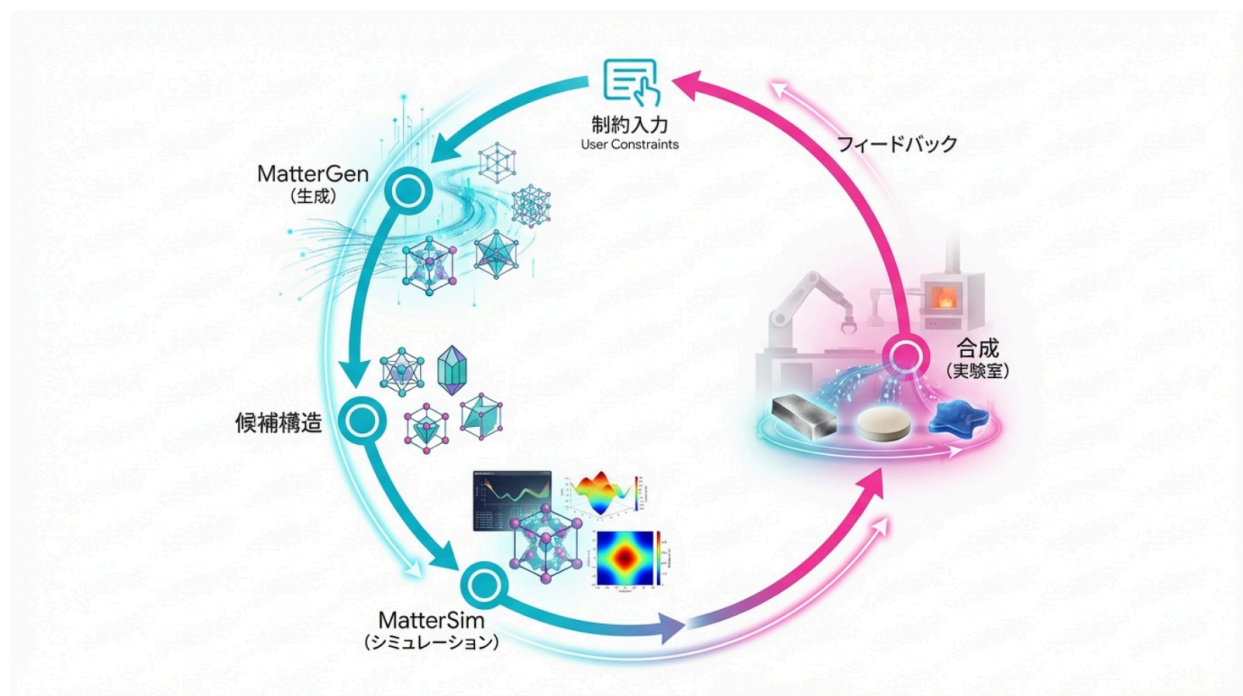 制約入力
User Constraints
フィードバック
MatterGen
(生成)
合成
(実験室)
候補構造
MatterSim
(シミュレーション)